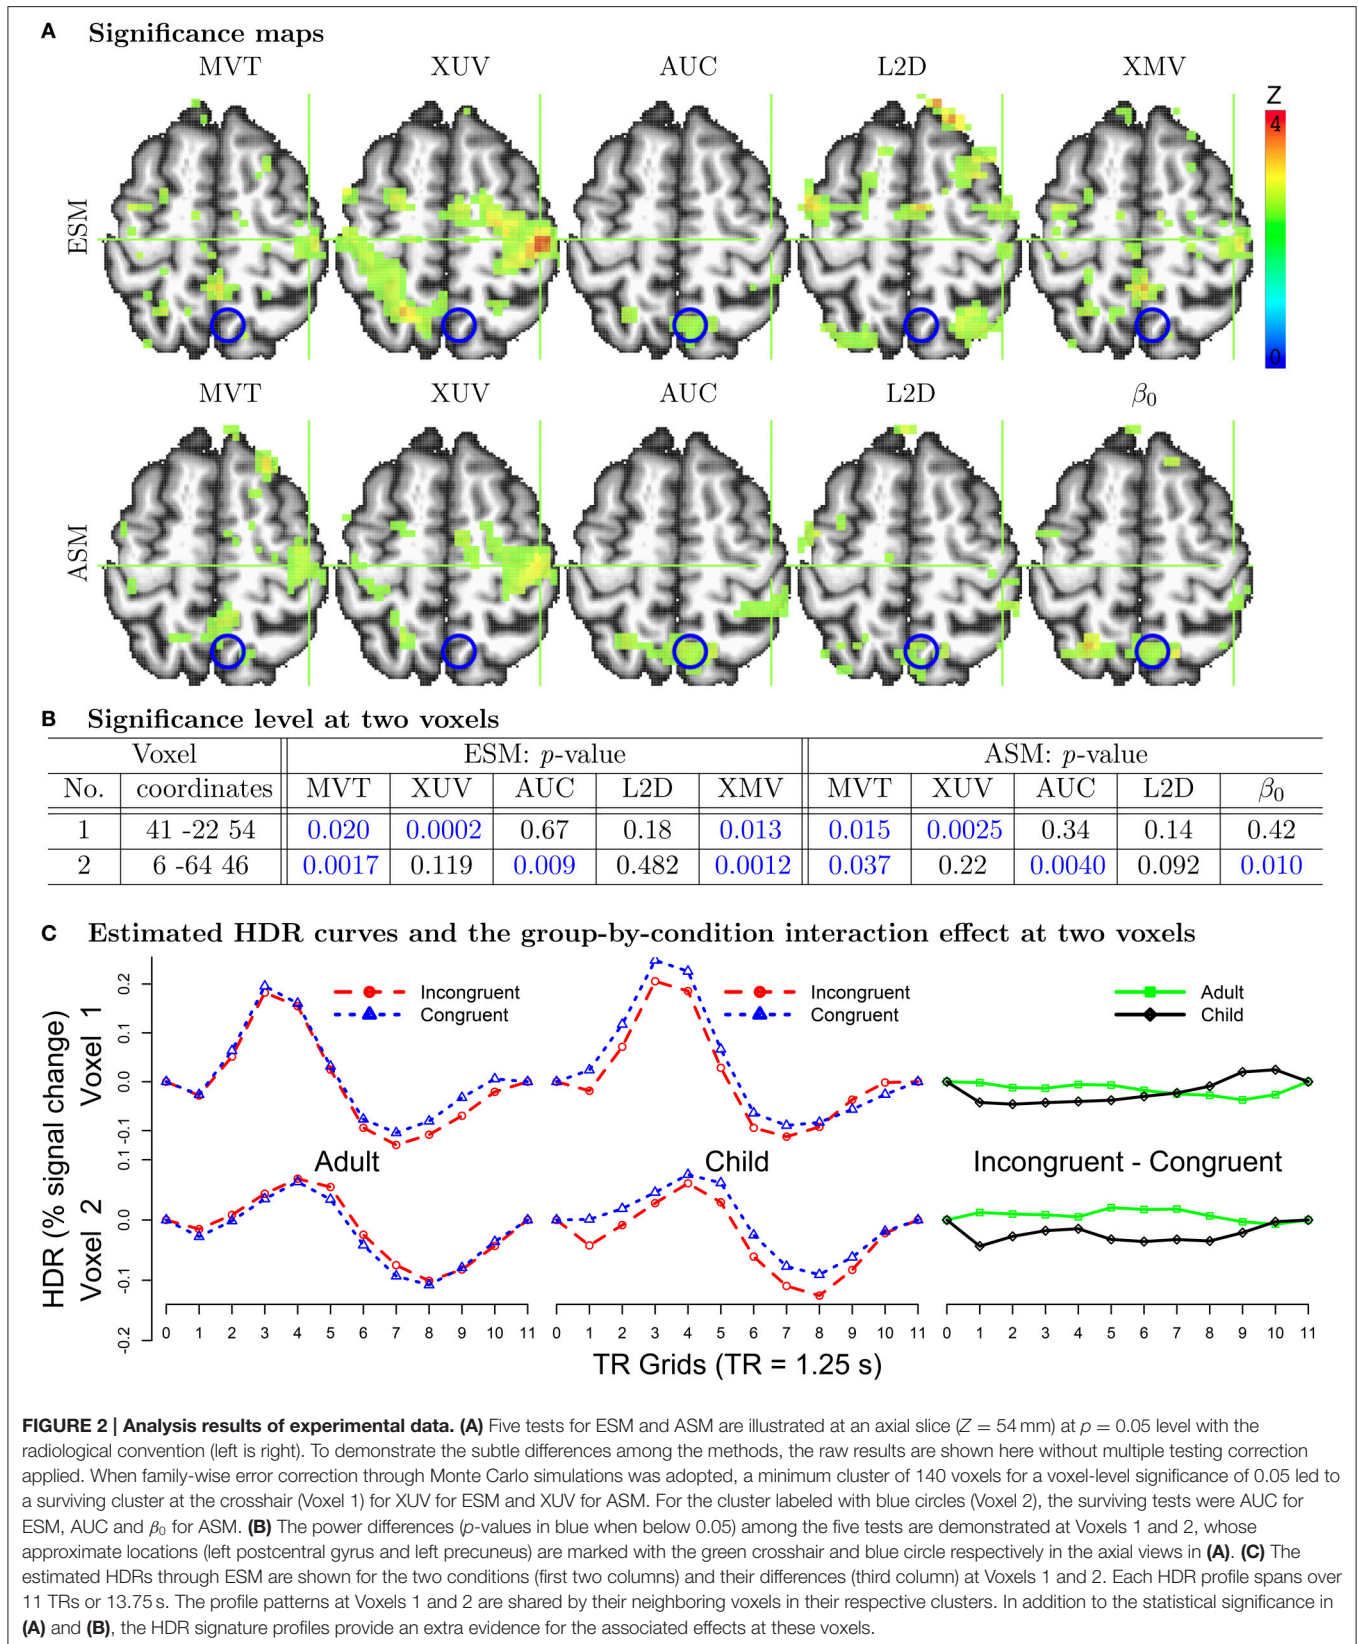 A Significance maps
MVT XUV AUC L2D XMV
Z
4
0
ESM
MVT XUV AUC L2D β₀
ASM
B Significance level at two voxels
Voxel ESM: p-value ASM: p-value
No. coordinates MVT XUV AUC L2D XMV MVT XUV AUC L2D β₀
1 41 -22 54 0.020 0.0002 0.67 0.18 0.013 0.015 0.0025 0.34 0.14 0.42
2 6 -64 46 0.0017 0.119 0.009 0.482 0.0012 0.037 0.22 0.0040 0.092 0.010
C Estimated HDR curves and the group-by-condition interaction effect at two voxels
HDR (% signal change)
Voxel 1
Voxel 2
0.2
0.1
0.0
-0.1
Incongruent
Congruent
Incongruent
Congruent
Adult
Child
0.1
0.0
-0.1
-0.2
Adult Child Incongruent - Congruent
0 1 2 3 4 5 6 7 8 9 10 11 0 1 2 3 4 5 6 7 8 9 10 11 0 1 2 3 4 5 6 7 8 9 10 11
TR Grids (TR = 1.25 s)
FIGURE 2 | Analysis results of experimental data. (A) Five tests for ESM and ASM are illustrated at an axial slice (Z = 54 mm) at p = 0.05 level with the
radiological convention (left is right). To demonstrate the subtle differences among the methods, the raw results are shown here without multiple testing correction
applied. When family-wise error correction through Monte Carlo simulations was adopted, a minimum cluster of 140 voxels for a voxel-level significance of 0.05 led to
a surviving cluster at the crosshair (Voxel 1) for XUV for ESM and XUV for ASM. For the cluster labeled with blue circles (Voxel 2), the surviving tests were AUC for
ESM, AUC and β₀ for ASM. (B) The power differences (p-values in blue when below 0.05) among the five tests are demonstrated at Voxels 1 and 2, whose
approximate locations (left postcentral gyrus and left precuneus) are marked with the green crosshair and blue circle respectively in the axial views in (A). (C) The
estimated HDRs through ESM are shown for the two conditions (first two columns) and their differences (third column) at Voxels 1 and 2. Each HDR profile spans over
11 TRs or 13.75 s. The profile patterns at Voxels 1 and 2 are shared by their neighboring voxels in their respective clusters. In addition to the statistical significance in
(A) and (B), the HDR signature profiles provide an extra evidence for the associated effects at these voxels.